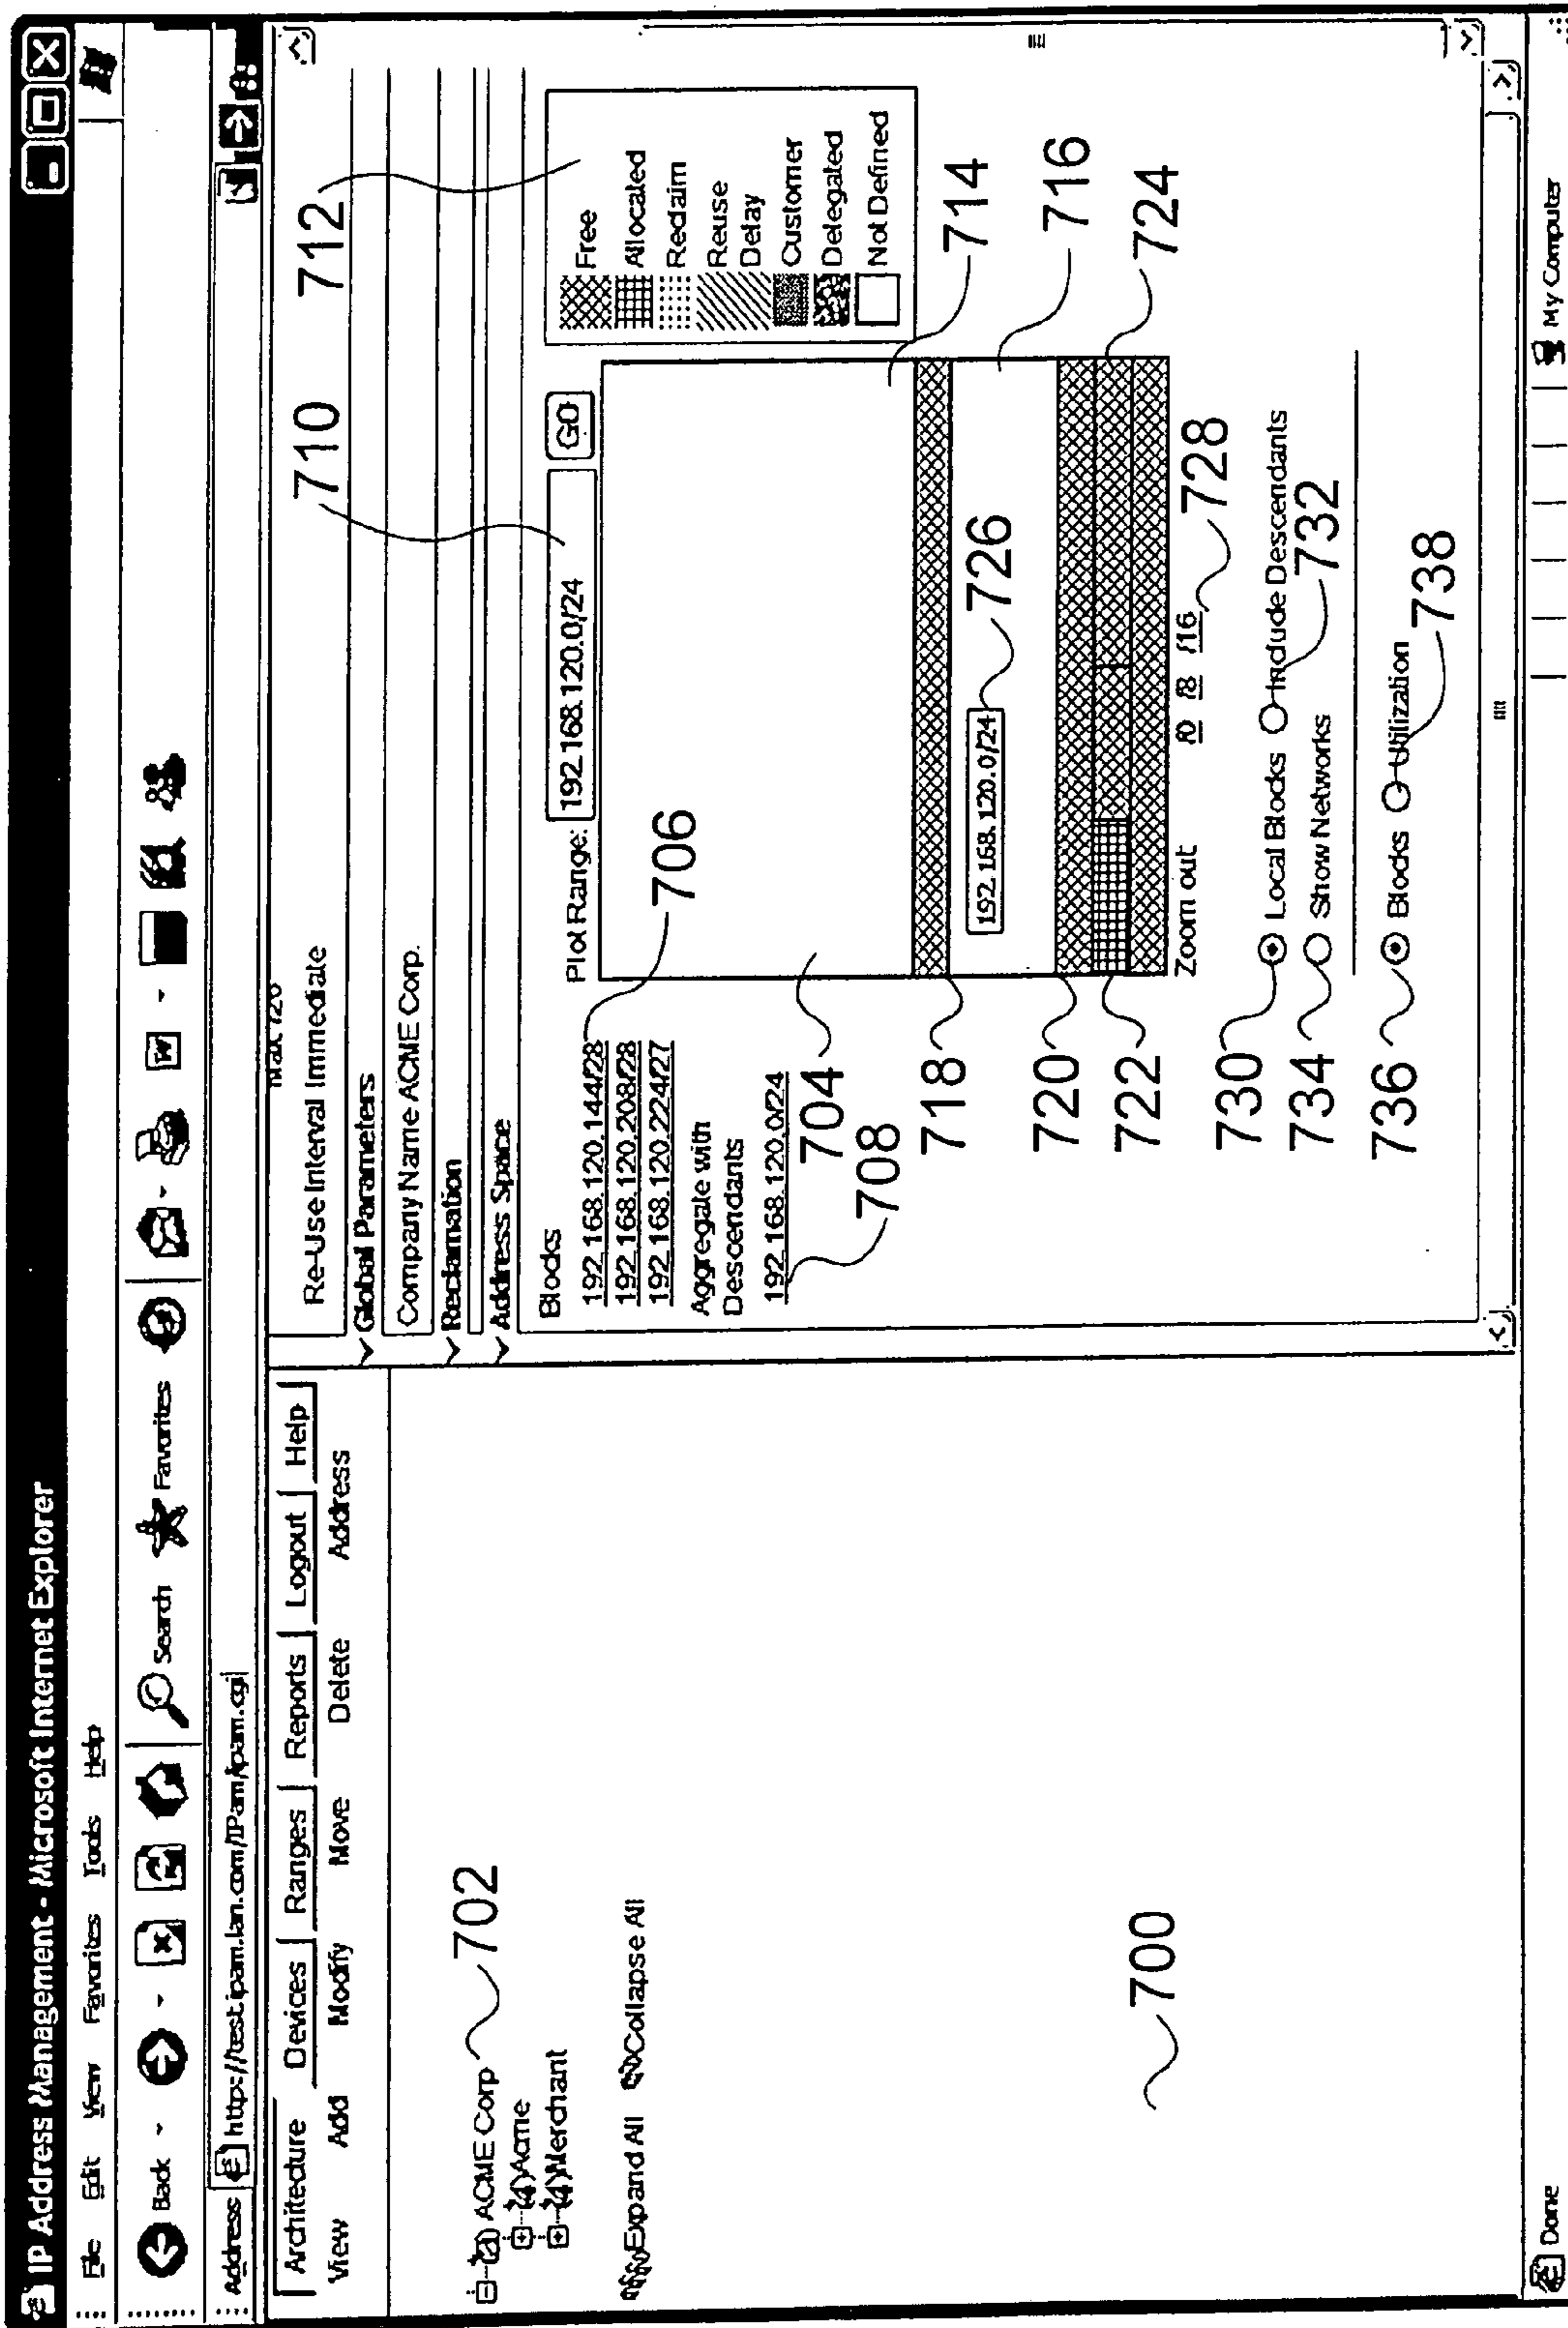 IP Address Management - Microsoft Internet Explorer
File Edit View Favorites Tools Help
Back Search Favorites
Address http://test.ipam.lan.com/IPam/ipam.cgi
Architecture Devices Ranges Reports Logout Help
View Add Modify Move Delete Address
ACME Corp 702
(4)Acme
(4)Merchant
Expand All Collapse All
700
Re-Use Interval Immediate
Global Parameters
Company Name ACME Corp.
Reclamation
Address Space
710
712
Blocks
192.168.120.144/28
192.168.120.208/28
192.168.120.224/27
706
Aggregate with
Descendants
192.168.120.0/24
704
708
Plot Range: 192.168.120.0/24 GO
Free
Allocated
Reclaim
Reuse
Delay
Customer
Delegated
Not Defined
714
716
718
192.168.120.0/24 726
720
722
724
Zoom out /0 /8 /16 728
730 Local Blocks Include Descendants
732
734 Show Networks
736 Blocks Utilization
738
Done My Computer